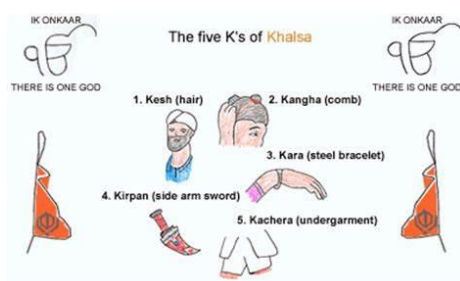 IK ONKAAR
ੴ
THERE IS ONE GOD
The five K's of Khalsa
IK ONKAAR
ੴ
THERE IS ONE GOD
1. Kesh (hair)
2. Kangha (comb)
3. Kara (steel bracelet)
4. Kirpan (side arm sword)
5. Kachera (undergarment)